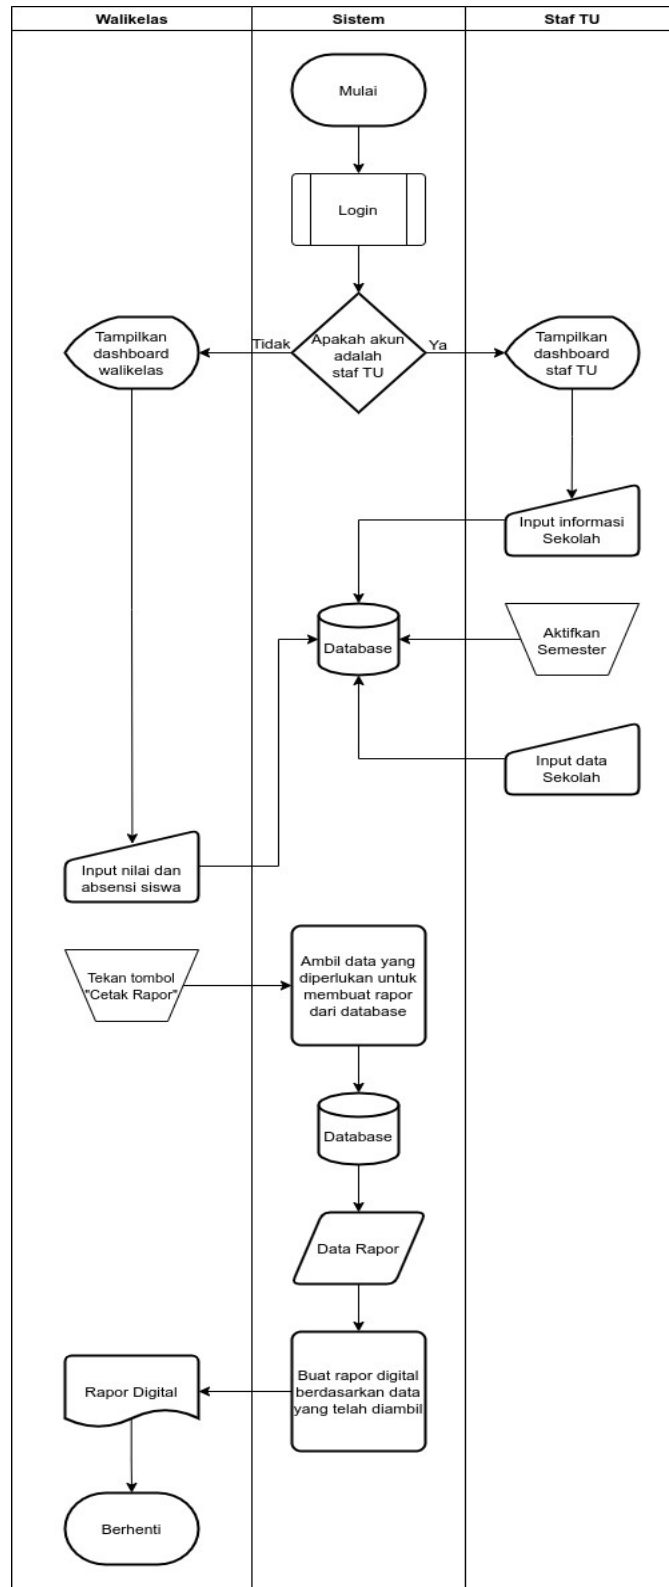 Walikelas
Sistem
Staf TU
Mulai
Login
Tampilkan
dashboard
walikelas
Tidak
Apakah akun
adalah
staf TU
Ya
Tampilkan
dashboard
staf TU
Input informasi
Sekolah
Database
Aktifkan
Semester
Input data
Sekolah
Input nilai dan
absensi siswa
Tekan tombol
"Cetak Rapor"
Ambil data yang
diperlukan untuk
membuat rapor
dari database
Database
Data Rapor
Buat rapor digital
berdasarkan data
yang telah diambil
Rapor Digital
Berhenti